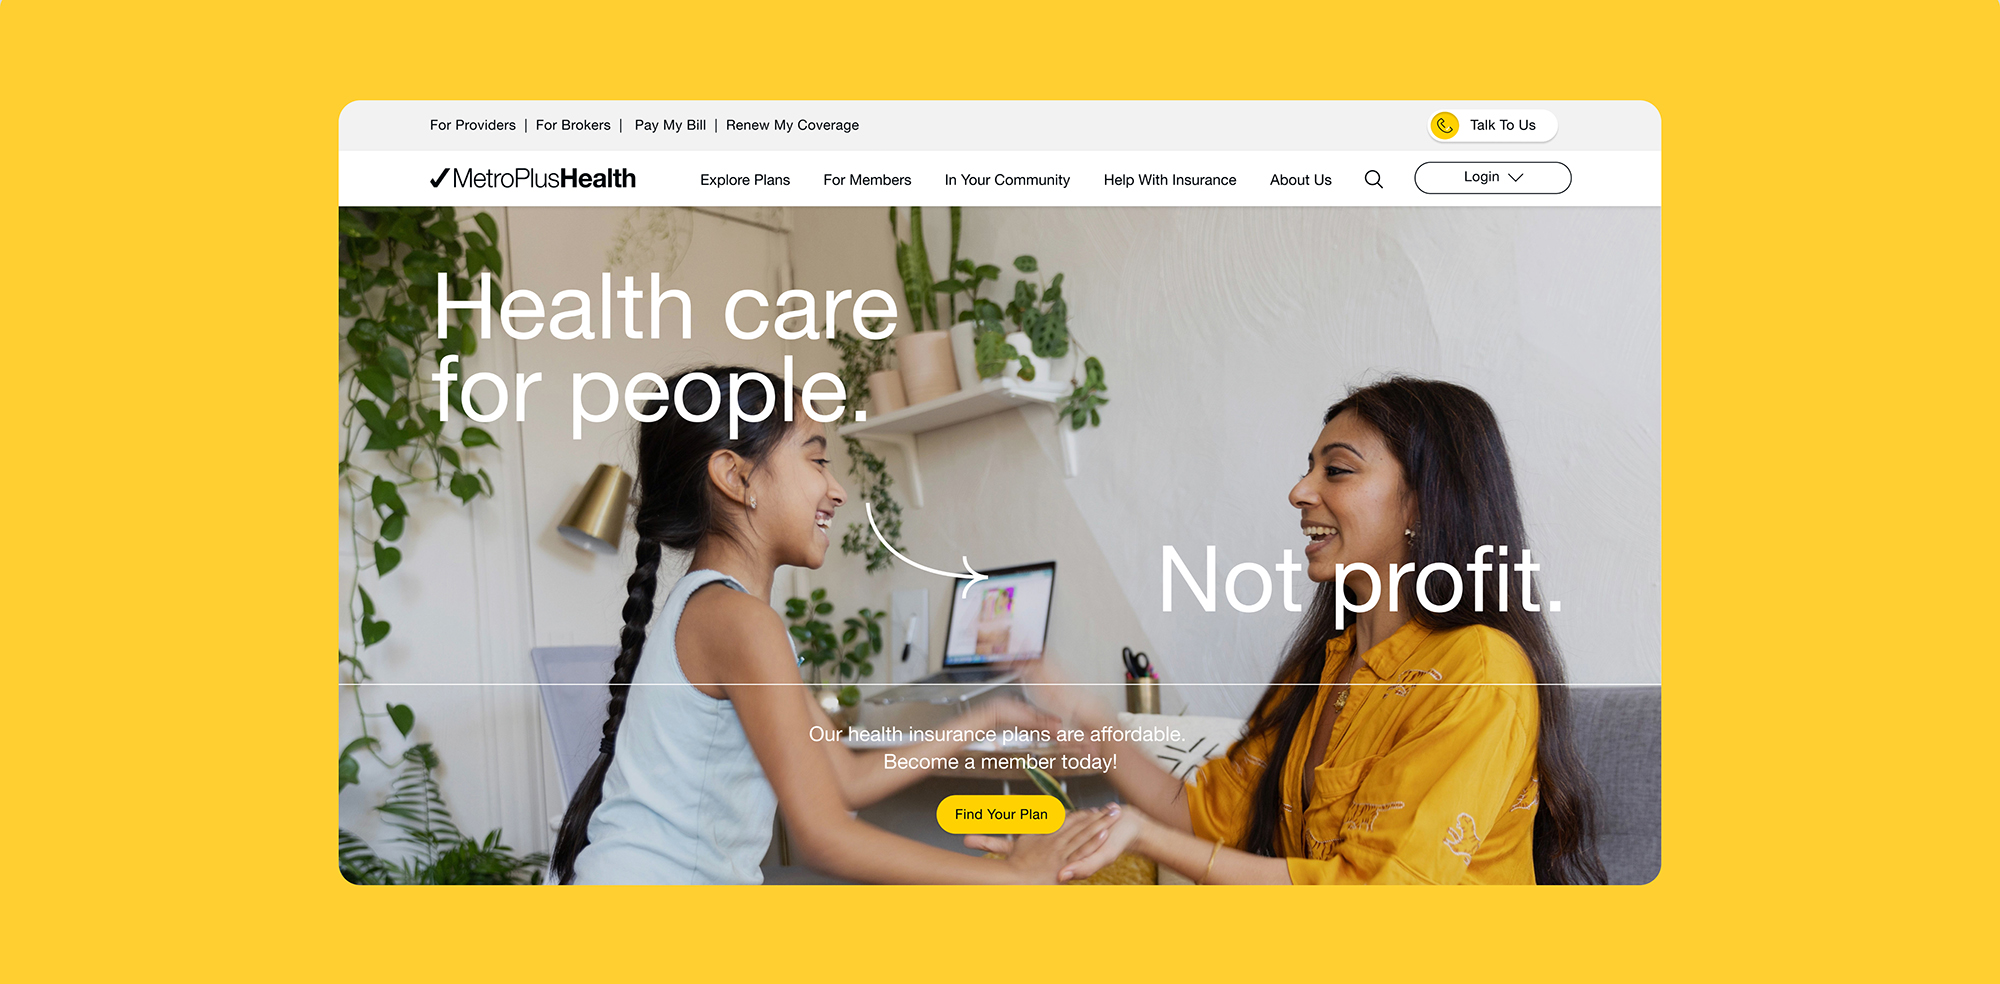 For Providers | For Brokers | Pay My Bill | Renew My Coverage
Talk To Us
MetroPlusHealth
Explore Plans
For Members
In Your Community
Help With Insurance
About Us
Login
Health care
for people.
Not profit.
Our health insurance plans are affordable.
Become a member today!
Find Your Plan